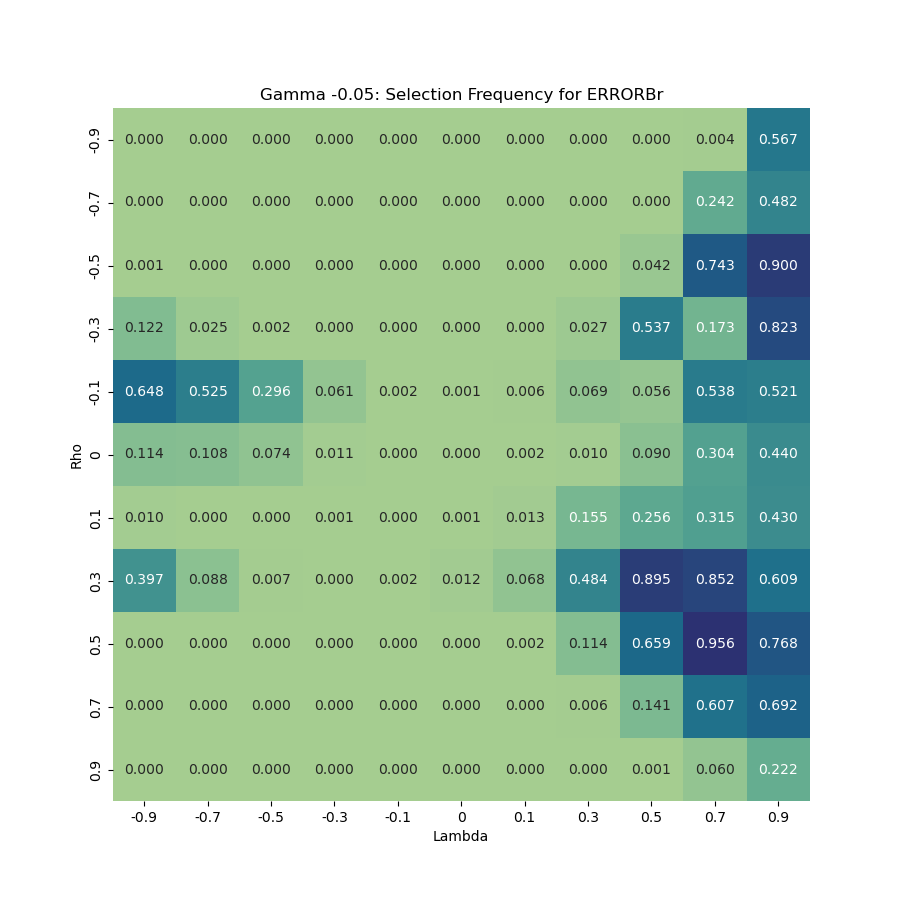 Gamma -0.05: Selection Frequency for ERRORBr
-0.9 0.000 0.000 0.000 0.000 0.000 0.000 0.000 0.000 0.000 0.004 0.567
-0.7 0.000 0.000 0.000 0.000 0.000 0.000 0.000 0.000 0.000 0.242 0.482
-0.5 0.001 0.000 0.000 0.000 0.000 0.000 0.000 0.000 0.042 0.743 0.900
-0.3 0.122 0.025 0.002 0.000 0.000 0.000 0.000 0.027 0.537 0.173 0.823
-0.1 0.648 0.525 0.296 0.061 0.002 0.001 0.006 0.069 0.056 0.538 0.521
Rho
0 0.114 0.108 0.074 0.011 0.000 0.000 0.002 0.010 0.090 0.304 0.440
0.1 0.010 0.000 0.000 0.001 0.000 0.001 0.013 0.155 0.256 0.315 0.430
0.3 0.397 0.088 0.007 0.000 0.002 0.012 0.068 0.484 0.895 0.852 0.609
0.5 0.000 0.000 0.000 0.000 0.000 0.000 0.002 0.114 0.659 0.956 0.768
0.7 0.000 0.000 0.000 0.000 0.000 0.000 0.000 0.006 0.141 0.607 0.692
0.9 0.000 0.000 0.000 0.000 0.000 0.000 0.000 0.000 0.001 0.060 0.222
-0.9 -0.7 -0.5 -0.3 -0.1 0 0.1 0.3 0.5 0.7 0.9
Lambda